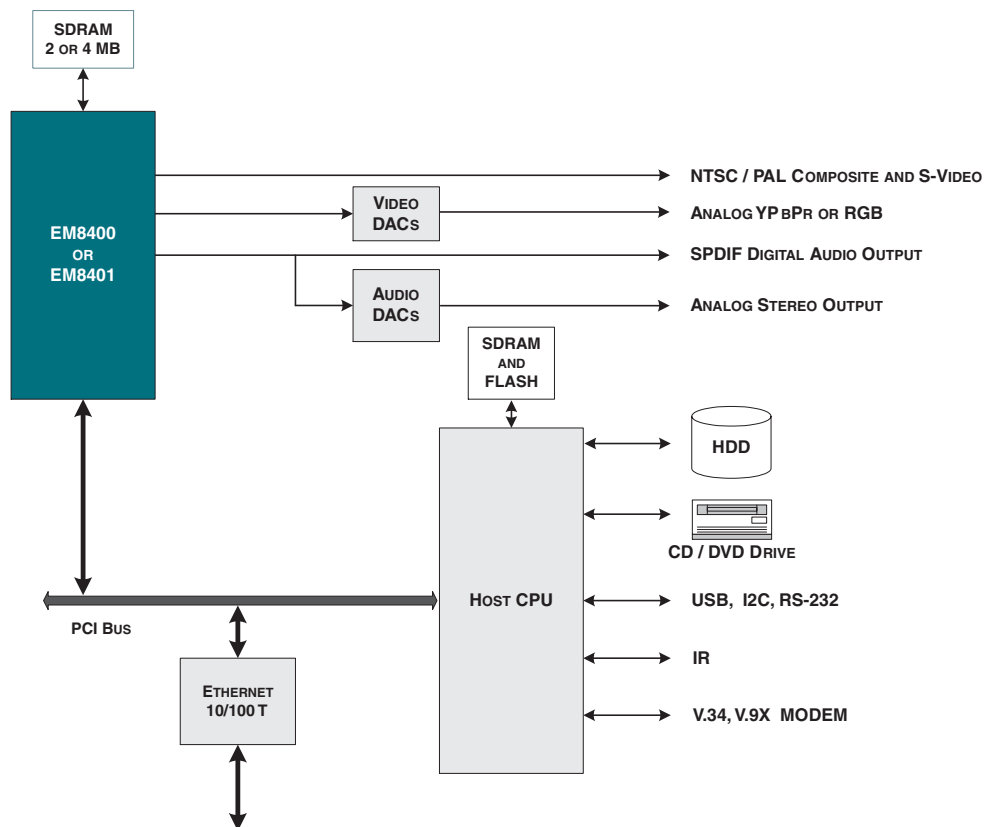 SDRAM
2 OR 4 MB
EM8400
OR
EM8401
NTSC / PAL COMPOSITE AND S-VIDEO
VIDEO
DACS
ANALOG YPBPR OR RGB
SPDIF DIGITAL AUDIO OUTPUT
AUDIO
DACS
ANALOG STEREO OUTPUT
SDRAM
AND
FLASH
HDD
CD / DVD DRIVE
HOST CPU
USB, I2C, RS-232
PCI BUS
IR
ETHERNET
10/100 T
V.34, V.9X MODEM